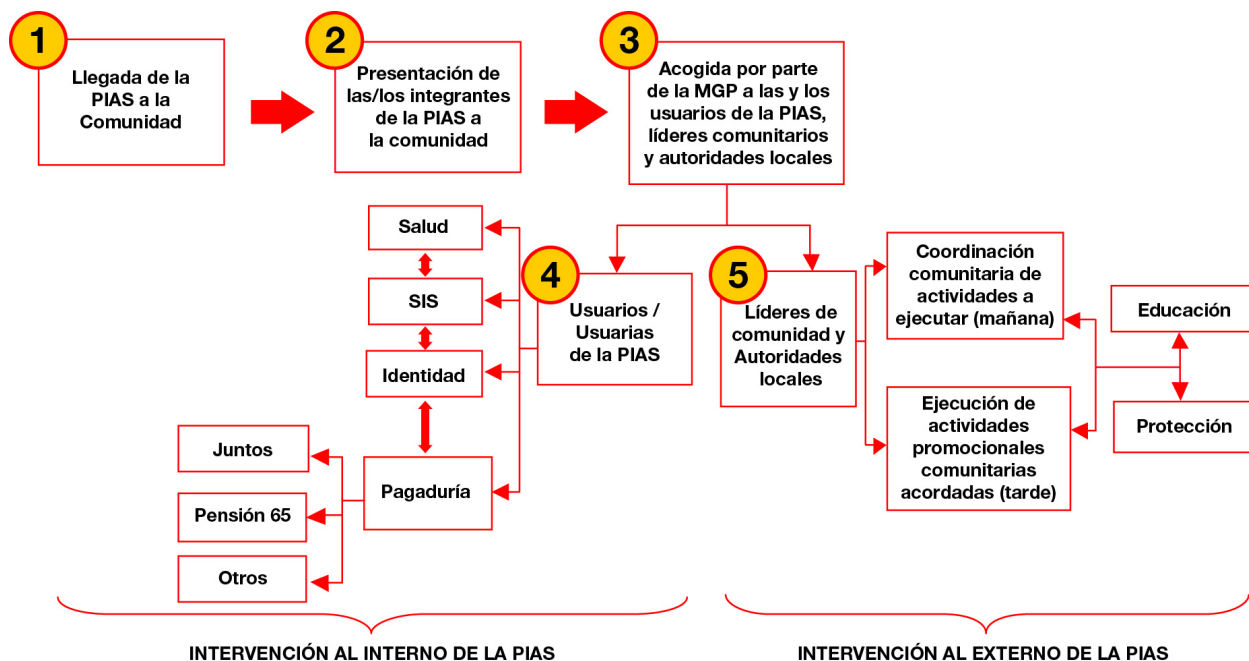 1
Llegada de la
PIAS a la
Comunidad
2
Presentación de
las/los integrantes
de la PIAS a
la comunidad
3
Acogida por parte
de la MGP a las y los
usuarios de la PIAS,
líderes comunitarios
y autoridades locales
Salud
SIS
Identidad
Pagaduría
Juntos
Pensión 65
Otros
4
Usuarios /
Usuarias
de la PIAS
5
Líderes de
comunidad y
Autoridades
locales
Coordinación
comunitaria de
actividades a
ejecutar (mañana)
Ejecución de
actividades
promocionales
comunitarias
acordadas (tarde)
Educación
Protección
INTERVENCIÓN AL INTERNO DE LA PIAS
INTERVENCIÓN AL EXTERNO DE LA PIAS